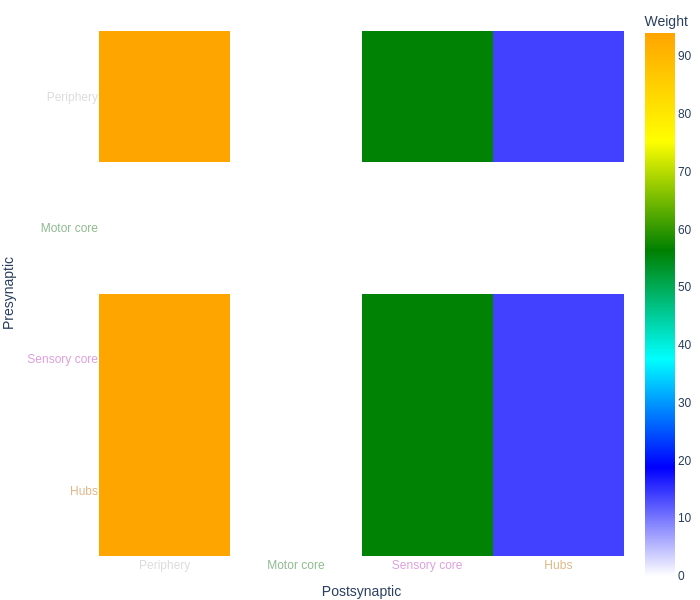 Weight
90
80
70
60
50
40
30
20
10
0
Periphery
Motor core
Sensory core
Hubs
Presynaptic
Periphery Motor core Sensory core Hubs
Postsynaptic